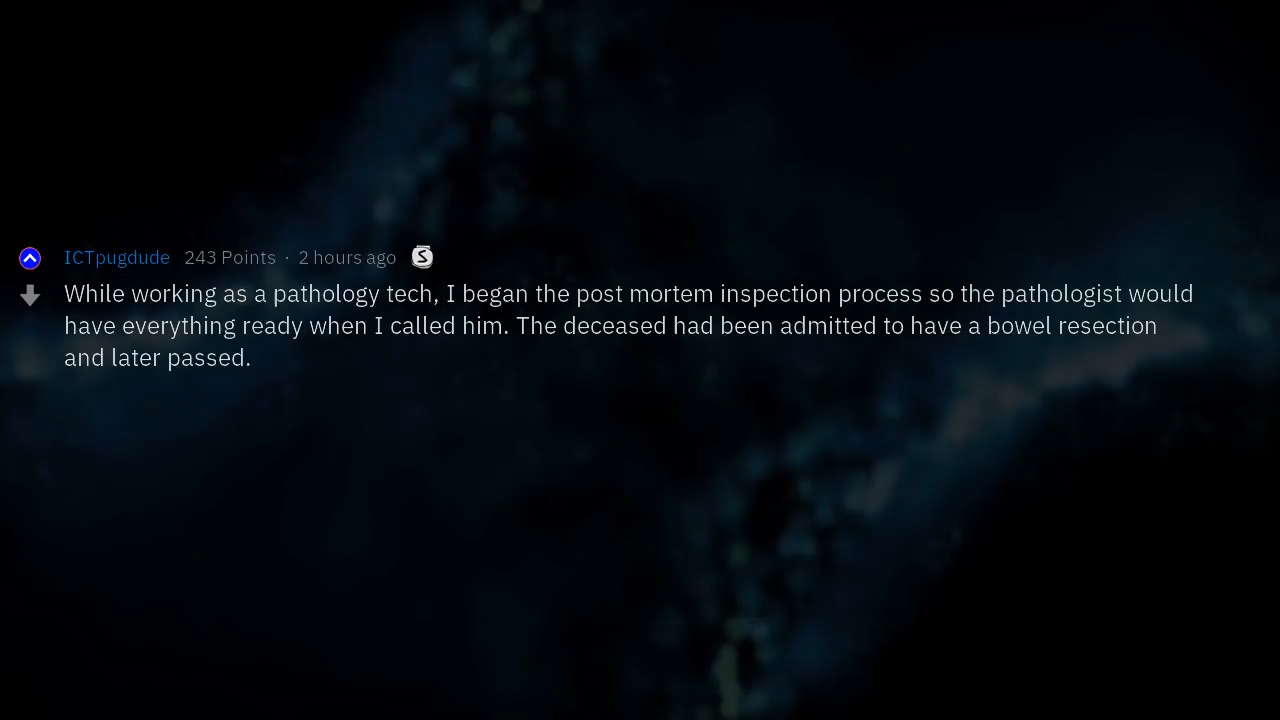 ICTpugdude 243 Points · 2 hours ago S
While working as a pathology tech, I began the post mortem inspection process so the pathologist would
have everything ready when I called him. The deceased had been admitted to have a bowel resection
and later passed.